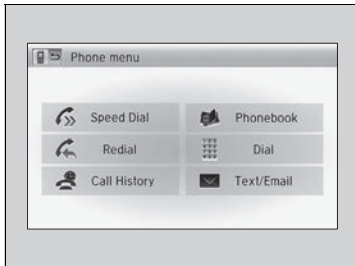 Phone menu
Speed Dial
Phonebook
Redial
Dial
Call History
Text/Email